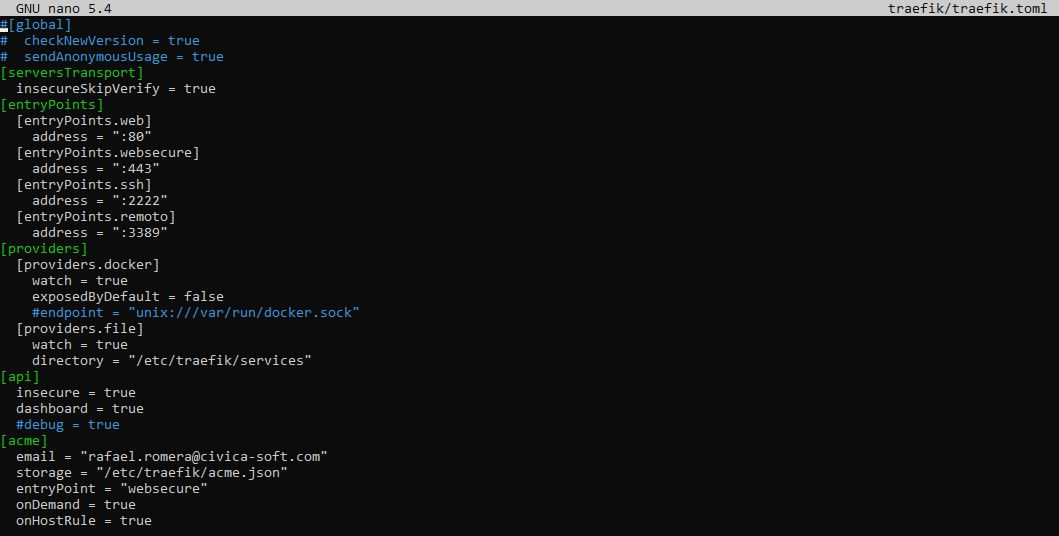 GNU nano 5.4 traefik/traefik.toml
#[global]
#  checkNewVersion = true
#  sendAnonymousUsage = true
[serversTransport]
  insecureSkipVerify = true
[entryPoints]
  [entryPoints.web]
    address = ":80"
  [entryPoints.websecure]
    address = ":443"
  [entryPoints.ssh]
    address = ":2222"
  [entryPoints.remoto]
    address = ":3389"
[providers]
  [providers.docker]
    watch = true
    exposedByDefault = false
    #endpoint = "unix:///var/run/docker.sock"
  [providers.file]
    watch = true
    directory = "/etc/traefik/services"
[api]
  insecure = true
  dashboard = true
  #debug = true
[acme]
  email = "rafael.romera@civica-soft.com"
  storage = "/etc/traefik/acme.json"
  entryPoint = "websecure"
  onDemand = true
  onHostRule = true